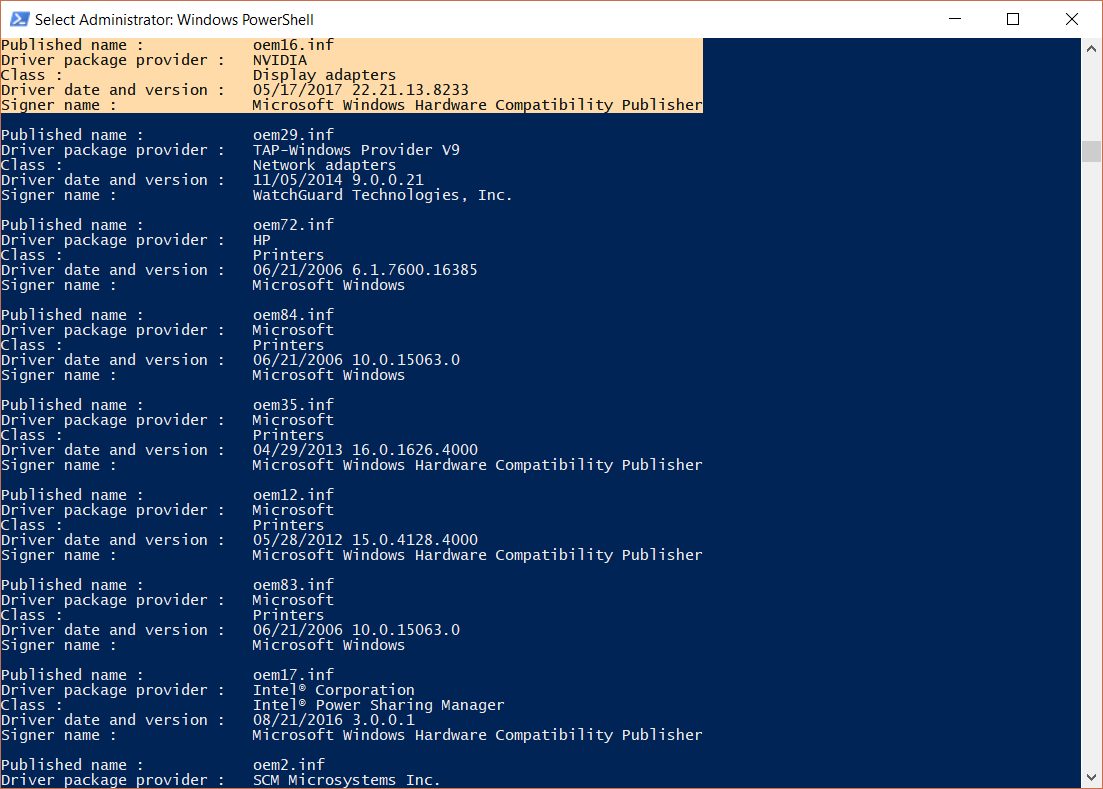 Select Administrator: Windows PowerShell
Published name :            oem16.inf
Driver package provider :   NVIDIA
Class :                     Display adapters
Driver date and version :   05/17/2017 22.21.13.8233
Signer name :               Microsoft Windows Hardware Compatibility Publisher
Published name :            oem29.inf
Driver package provider :   TAP-Windows Provider V9
Class :                     Network adapters
Driver date and version :   11/05/2014 9.0.0.21
Signer name :               WatchGuard Technologies, Inc.
Published name :            oem72.inf
Driver package provider :   HP
Class :                     Printers
Driver date and version :   06/21/2006 6.1.7600.16385
Signer name :               Microsoft Windows
Published name :            oem84.inf
Driver package provider :   Microsoft
Class :                     Printers
Driver date and version :   06/21/2006 10.0.15063.0
Signer name :               Microsoft Windows
Published name :            oem35.inf
Driver package provider :   Microsoft
Class :                     Printers
Driver date and version :   04/29/2013 16.0.1626.4000
Signer name :               Microsoft Windows Hardware Compatibility Publisher
Published name :            oem12.inf
Driver package provider :   Microsoft
Class :                     Printers
Driver date and version :   05/28/2012 15.0.4128.4000
Signer name :               Microsoft Windows Hardware Compatibility Publisher
Published name :            oem83.inf
Driver package provider :   Microsoft
Class :                     Printers
Driver date and version :   06/21/2006 10.0.15063.0
Signer name :               Microsoft Windows
Published name :            oem17.inf
Driver package provider :   Intel® Corporation
Class :                     Intel® Power Sharing Manager
Driver date and version :   08/21/2016 3.0.0.1
Signer name :               Microsoft Windows Hardware Compatibility Publisher
Published name :            oem2.inf
Driver package provider :   SCM Microsystems Inc.